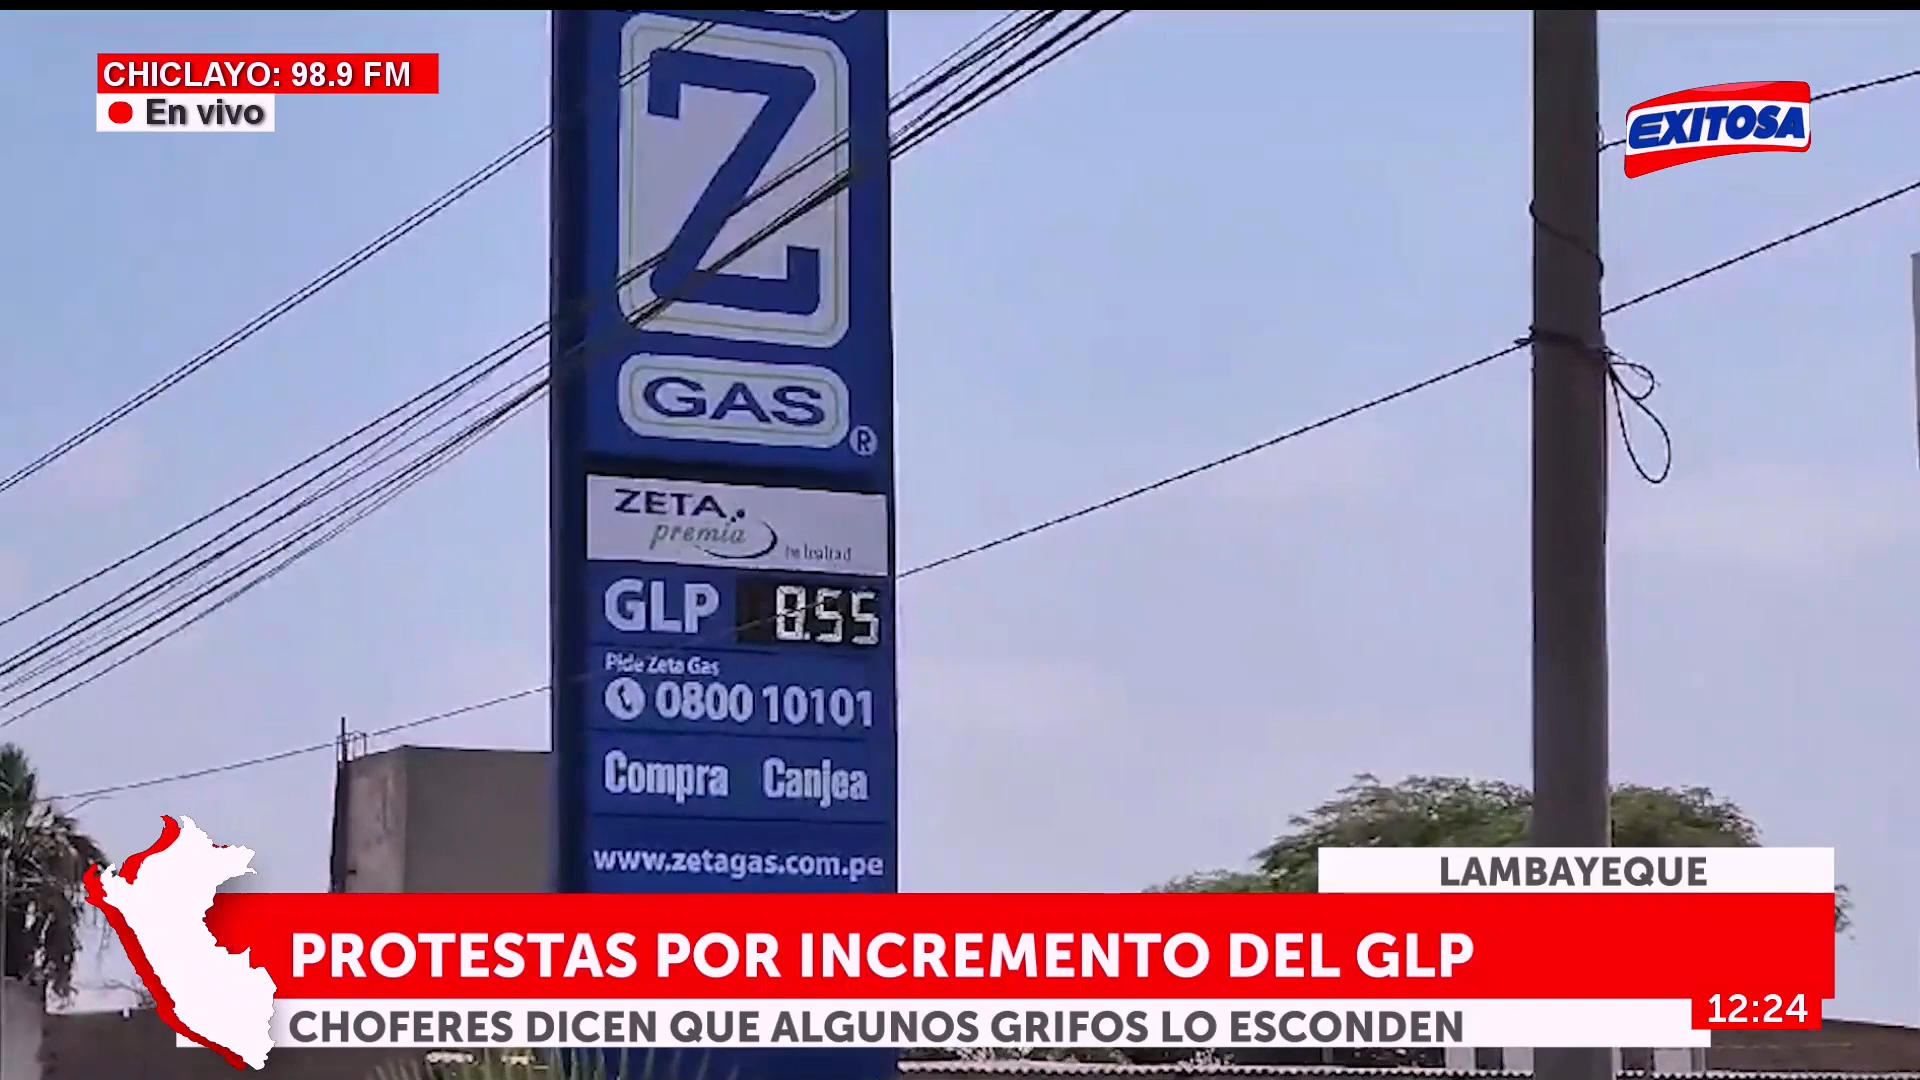 CHICLAYO: 98.9 FM
En vivo
EXITOSA
Z
GAS
®
ZETA
premia
GLP 8.55
Pide Zeta Gas
0800 10101
Compra Canjea
www.zetagas.com.pe
LAMBAYEQUE
PROTESTAS POR INCREMENTO DEL GLP
CHOFERES DICEN QUE ALGUNOS GRIFOS LO ESCONDEN
12:24